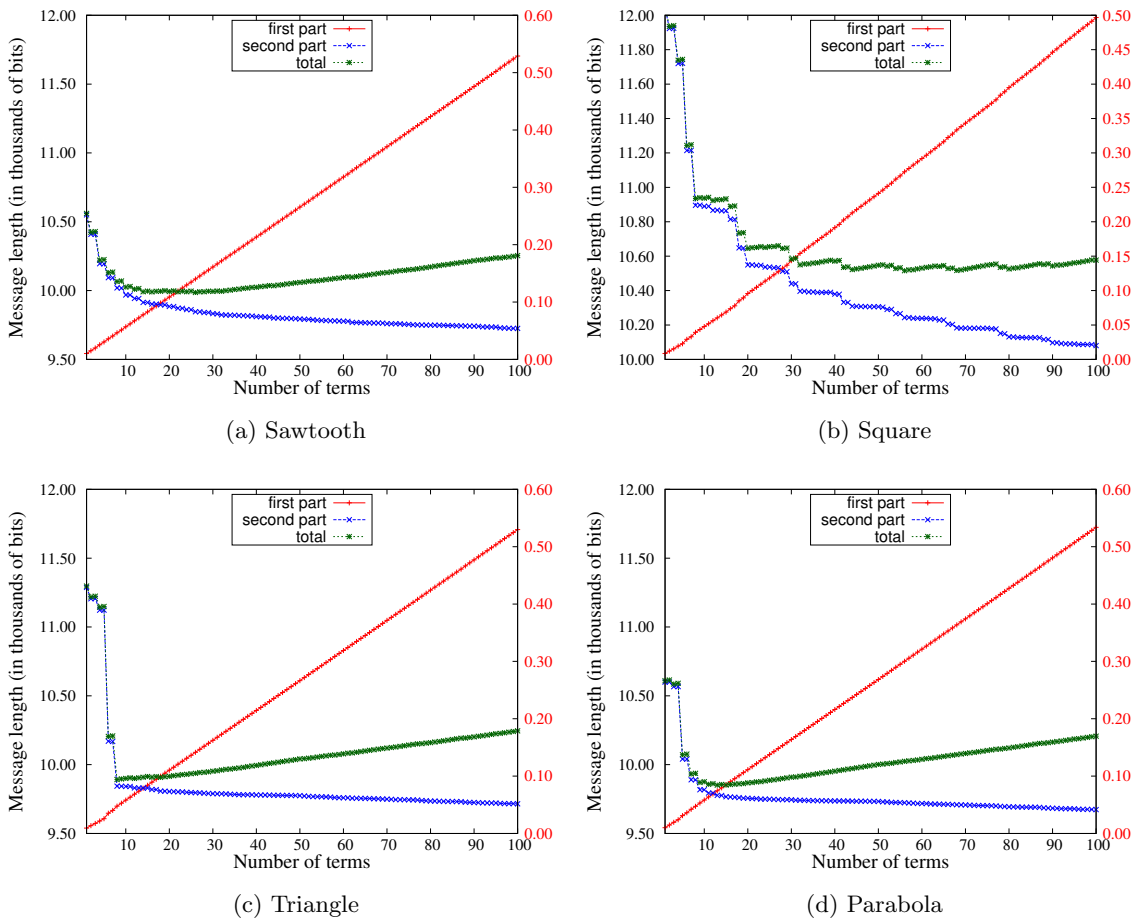 12.00
11.50
11.00
10.50
10.00
9.50
Message length (in thousands of bits)
0.60
0.50
0.40
0.30
0.20
0.10
0.00
first part
second part
total
10 20 30 40 50 60 70 80 90 100
Number of terms
(a) Sawtooth
12.00
11.80
11.60
11.40
11.20
11.00
10.80
10.60
10.40
10.20
10.00
Message length (in thousands of bits)
0.50
0.45
0.40
0.35
0.30
0.25
0.20
0.15
0.10
0.05
0.00
first part
second part
total
10 20 30 40 50 60 70 80 90 100
Number of terms
(b) Square
12.00
11.50
11.00
10.50
10.00
9.50
Message length (in thousands of bits)
0.60
0.50
0.40
0.30
0.20
0.10
0.00
first part
second part
total
10 20 30 40 50 60 70 80 90 100
Number of terms
(c) Triangle
12.00
11.50
11.00
10.50
10.00
9.50
Message length (in thousands of bits)
0.60
0.50
0.40
0.30
0.20
0.10
0.00
first part
second part
total
10 20 30 40 50 60 70 80 90 100
Number of terms
(d) Parabola